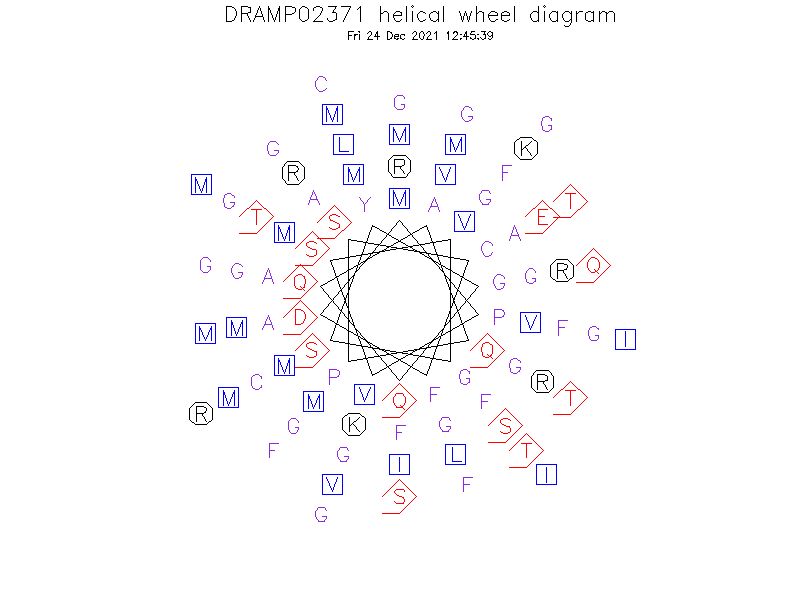 DRAMP02371 helical wheel diagram
Fri 24 Dec 2021 12:45:39
C
G
M G
G
M
L M
G K
R
R M V F
M
A M G
G T
Y A
T E
S V
M A
S C
G Q
G R
A G
Q G
D P
A V
M F
M G
I
S Q
M G
P G
C R
V F
M T
M Q F
R
G K G S
F
F T
G L
I
I
V F
S
G